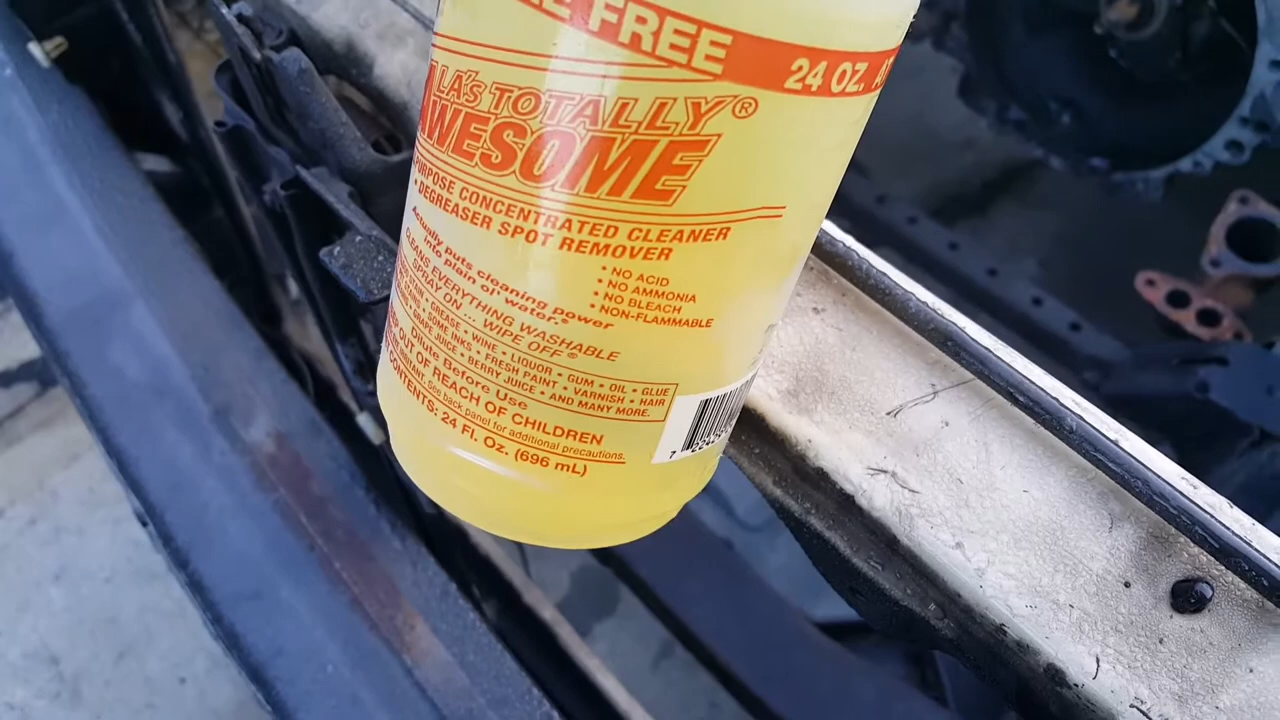 FREE
24 OZ.
LA's TOTALLY®
AWESOME
PURPOSE CONCENTRATED CLEANER
• DEGREASER SPOT REMOVER
Actually puts cleaning power
into plain ol' water.®
• NO ACID
• NO AMMONIA
• NO BLEACH
• NON-FLAMMABLE
CLEANS EVERYTHING WASHABLE
SPRAY ON ... WIPE OFF®
• GREASE • WINE • LIQUOR • GUM • OIL • GLUE
• SOME INKS • FRESH PAINT • VARNISH • HAIR
• GRAPE JUICE • BERRY JUICE • AND MANY MORE.
Dilute Before Use
OUT OF REACH OF CHILDREN
See back panel for additional precautions.
CONTENTS: 24 Fl. Oz. (696 mL)
7